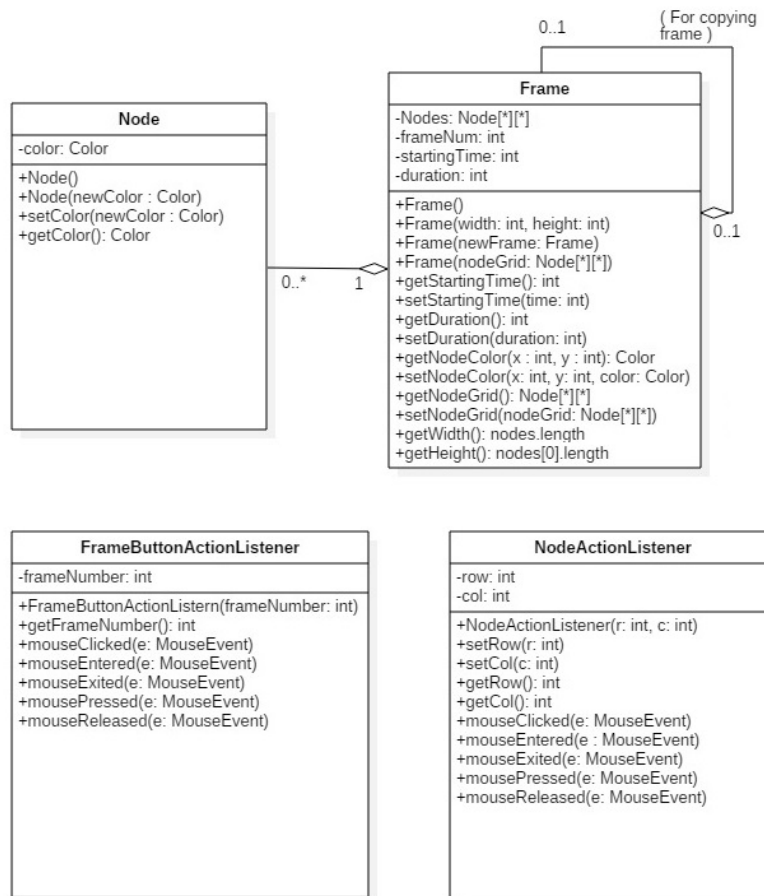 0..1
( For copying
frame )
Node
-color: Color
+Node()
+Node(newColor : Color)
+setColor(newColor : Color)
+getColor(): Color
0..*
1
Frame
-Nodes: Node[*][*]
-frameNum: int
-startingTime: int
-duration: int
+Frame()
+Frame(width: int, height: int)
+Frame(newFrame: Frame)
+Frame(nodeGrid: Node[*][*])
+getStartingTime(): int
+setStartingTime(time: int)
+getDuration(): int
+setDuration(duration: int)
+getNodeColor(x : int, y : int): Color
+setNodeColor(x: int, y: int, color: Color)
+getNodeGrid(): Node[*][*]
+setNodeGrid(nodeGrid: Node[*][*])
+getWidth(): nodes.length
+getHeight(): nodes[0].length
0..1
FrameButtonActionListener
-frameNumber: int
+FrameButtonActionListern(frameNumber: int)
+getFrameNumber(): int
+mouseClicked(e: MouseEvent)
+mouseEntered(e: MouseEvent)
+mouseExited(e: MouseEvent)
+mousePressed(e: MouseEvent)
+mouseReleased(e: MouseEvent)
NodeActionListener
-row: int
-col: int
+NodeActionListener(r: int, c: int)
+setRow(r: int)
+setCol(c: int)
+getRow(): int
+getCol(): int
+mouseClicked(e: MouseEvent)
+mouseEntered(e : MouseEvent)
+mouseExited(e: MouseEvent)
+mousePressed(e: MouseEvent)
+mouseReleased(e: MouseEvent)